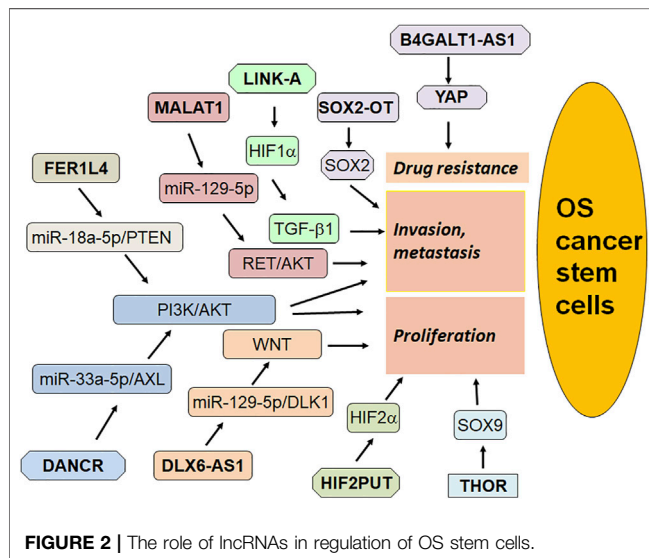 B4GALT1-AS1
LINK-A
YAP
MALAT1
SOX2-OT
HIF1α
FER1L4
SOX2
Drug resistance
miR-129-5p
OS
cancer
stem
cells
miR-18a-5p/PTEN
TGF-β1
Invasion,
metastasis
RET/AKT
PI3K/AKT
WNT
Proliferation
miR-33a-5p/AXL
miR-129-5p/DLK1
HIF2α
SOX9
DANCR
DLX6-AS1
HIF2PUT
THOR
FIGURE 2 | The role of lncRNAs in regulation of OS stem cells.